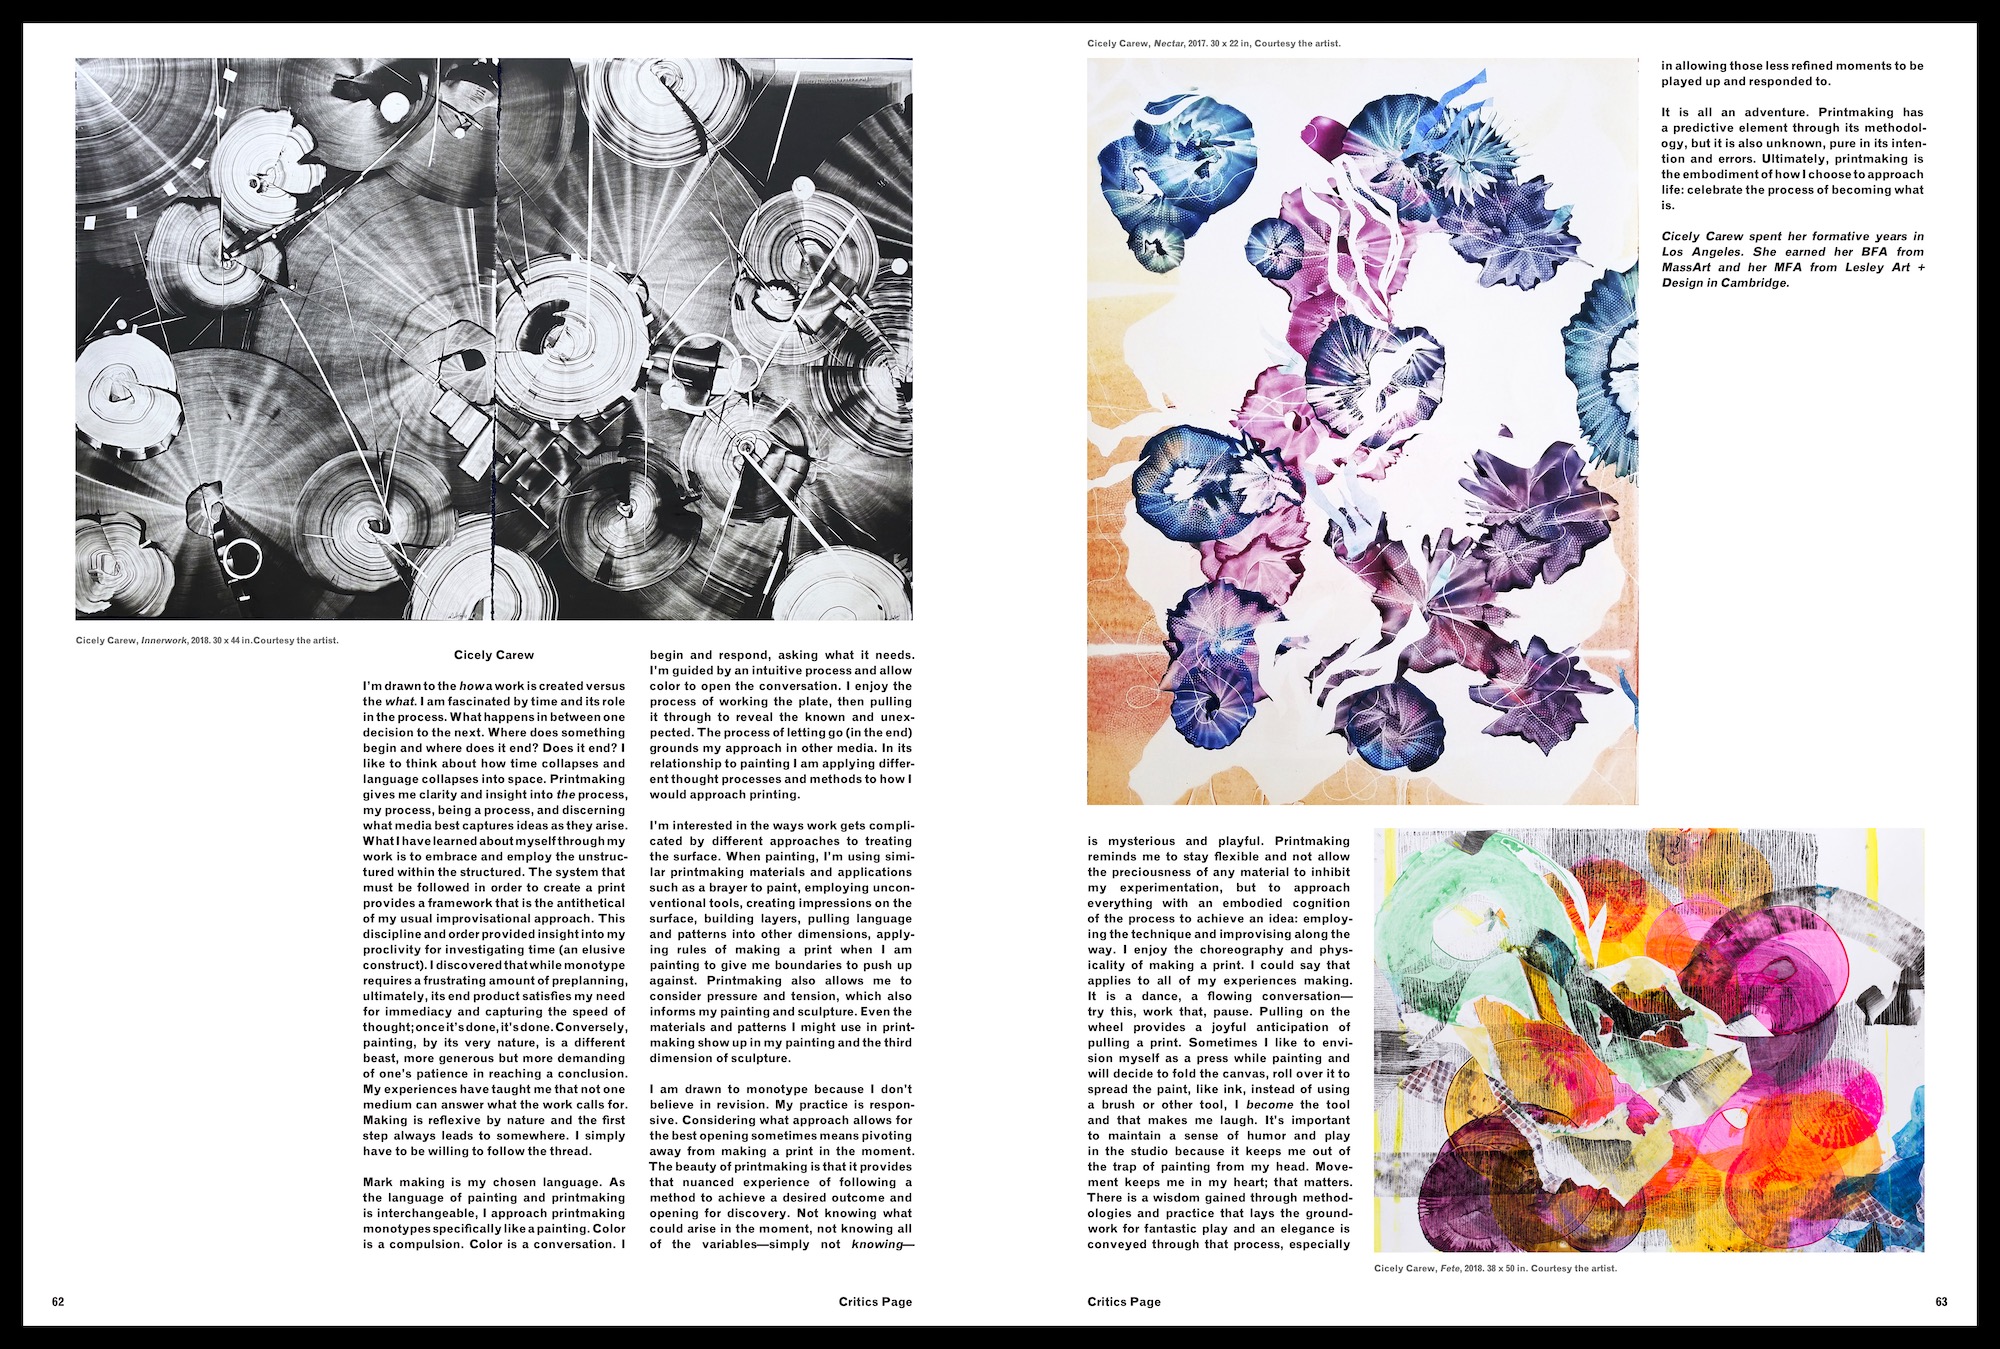 Cicely Carew, Innerwork, 2018. 30 x 44 in.Courtesy the artist.
Cicely Carew
I'm drawn to the how a work is created versus
the what. I am fascinated by time and its role
in the process. What happens in between one
decision to the next. Where does something
begin and where does it end? Does it end? I
like to think about how time collapses and
language collapses into space. Printmaking
gives me clarity and insight into the process,
my process, being a process, and discerning
what media best captures ideas as they arise.
What I have learned about myself through my
work is to embrace and employ the unstruc-
tured within the structured. The system that
must be followed in order to create a print
provides a framework that is the antithetical
of my usual improvisational approach. This
discipline and order provided insight into my
proclivity for investigating time (an elusive
construct). I discovered that while monotype
requires a frustrating amount of preplanning,
ultimately, its end product satisfies my need
for immediacy and capturing the speed of
thought; once it's done, it's done. Conversely,
painting, by its very nature, is a different
beast, more generous but more demanding
of one's patience in reaching a conclusion.
My experiences have taught me that not one
medium can answer what the work calls for.
Making is reflexive by nature and the first
step always leads to somewhere. I simply
have to be willing to follow the thread.
Mark making is my chosen language. As
the language of painting and printmaking
is interchangeable, I approach printmaking
monotypes specifically like a painting. Color
is a compulsion. Color is a conversation. I
begin and respond, asking what it needs.
I'm guided by an intuitive process and allow
color to open the conversation. I enjoy the
process of working the plate, then pulling
it through to reveal the known and unex-
pected. The process of letting go (in the end)
grounds my approach in other media. In its
relationship to painting I am applying differ-
ent thought processes and methods to how I
would approach printing.
I'm interested in the ways work gets compli-
cated by different approaches to treating
the surface. When painting, I'm using simi-
lar printmaking materials and applications
such as a brayer to paint, employing uncon-
ventional tools, creating impressions on the
surface, building layers, pulling language
and patterns into other dimensions, apply-
ing rules of making a print when I am
painting to give me boundaries to push up
against. Printmaking also allows me to
consider pressure and tension, which also
informs my painting and sculpture. Even the
materials and patterns I might use in print-
making show up in my painting and the third
dimension of sculpture.
I am drawn to monotype because I don't
believe in revision. My practice is respon-
sive. Considering what approach allows for
the best opening sometimes means pivoting
away from making a print in the moment.
The beauty of printmaking is that it provides
that nuanced experience of following a
method to achieve a desired outcome and
opening for discovery. Not knowing what
could arise in the moment, not knowing all
of the variables—simply not knowing—
62
Critics Page
Cicely Carew, Nectar, 2017. 30 x 22 in, Courtesy the artist.
is mysterious and playful. Printmaking
reminds me to stay flexible and not allow
the preciousness of any material to inhibit
my experimentation, but to approach
everything with an embodied cognition
of the process to achieve an idea: employ-
ing the technique and improvising along the
way. I enjoy the choreography and phys-
icality of making a print. I could say that
applies to all of my experiences making.
It is a dance, a flowing conversation—
try this, work that, pause. Pulling on the
wheel provides a joyful anticipation of
pulling a print. Sometimes I like to envi-
sion myself as a press while painting and
will decide to fold the canvas, roll over it to
spread the paint, like ink, instead of using
a brush or other tool, I become the tool
and that makes me laugh. It's important
to maintain a sense of humor and play
in the studio because it keeps me out of
the trap of painting from my head. Move-
ment keeps me in my heart; that matters.
There is a wisdom gained through method-
ologies and practice that lays the ground-
work for fantastic play and an elegance is
conveyed through that process, especially
in allowing those less refined moments to be
played up and responded to.
It is all an adventure. Printmaking has
a predictive element through its methodol-
ogy, but it is also unknown, pure in its inten-
tion and errors. Ultimately, printmaking is
the embodiment of how I choose to approach
life: celebrate the process of becoming what
is.
Cicely Carew spent her formative years in
Los Angeles. She earned her BFA from
MassArt and her MFA from Lesley Art +
Design in Cambridge.
Cicely Carew, Fete, 2018. 38 x 50 in. Courtesy the artist.
Critics Page
63